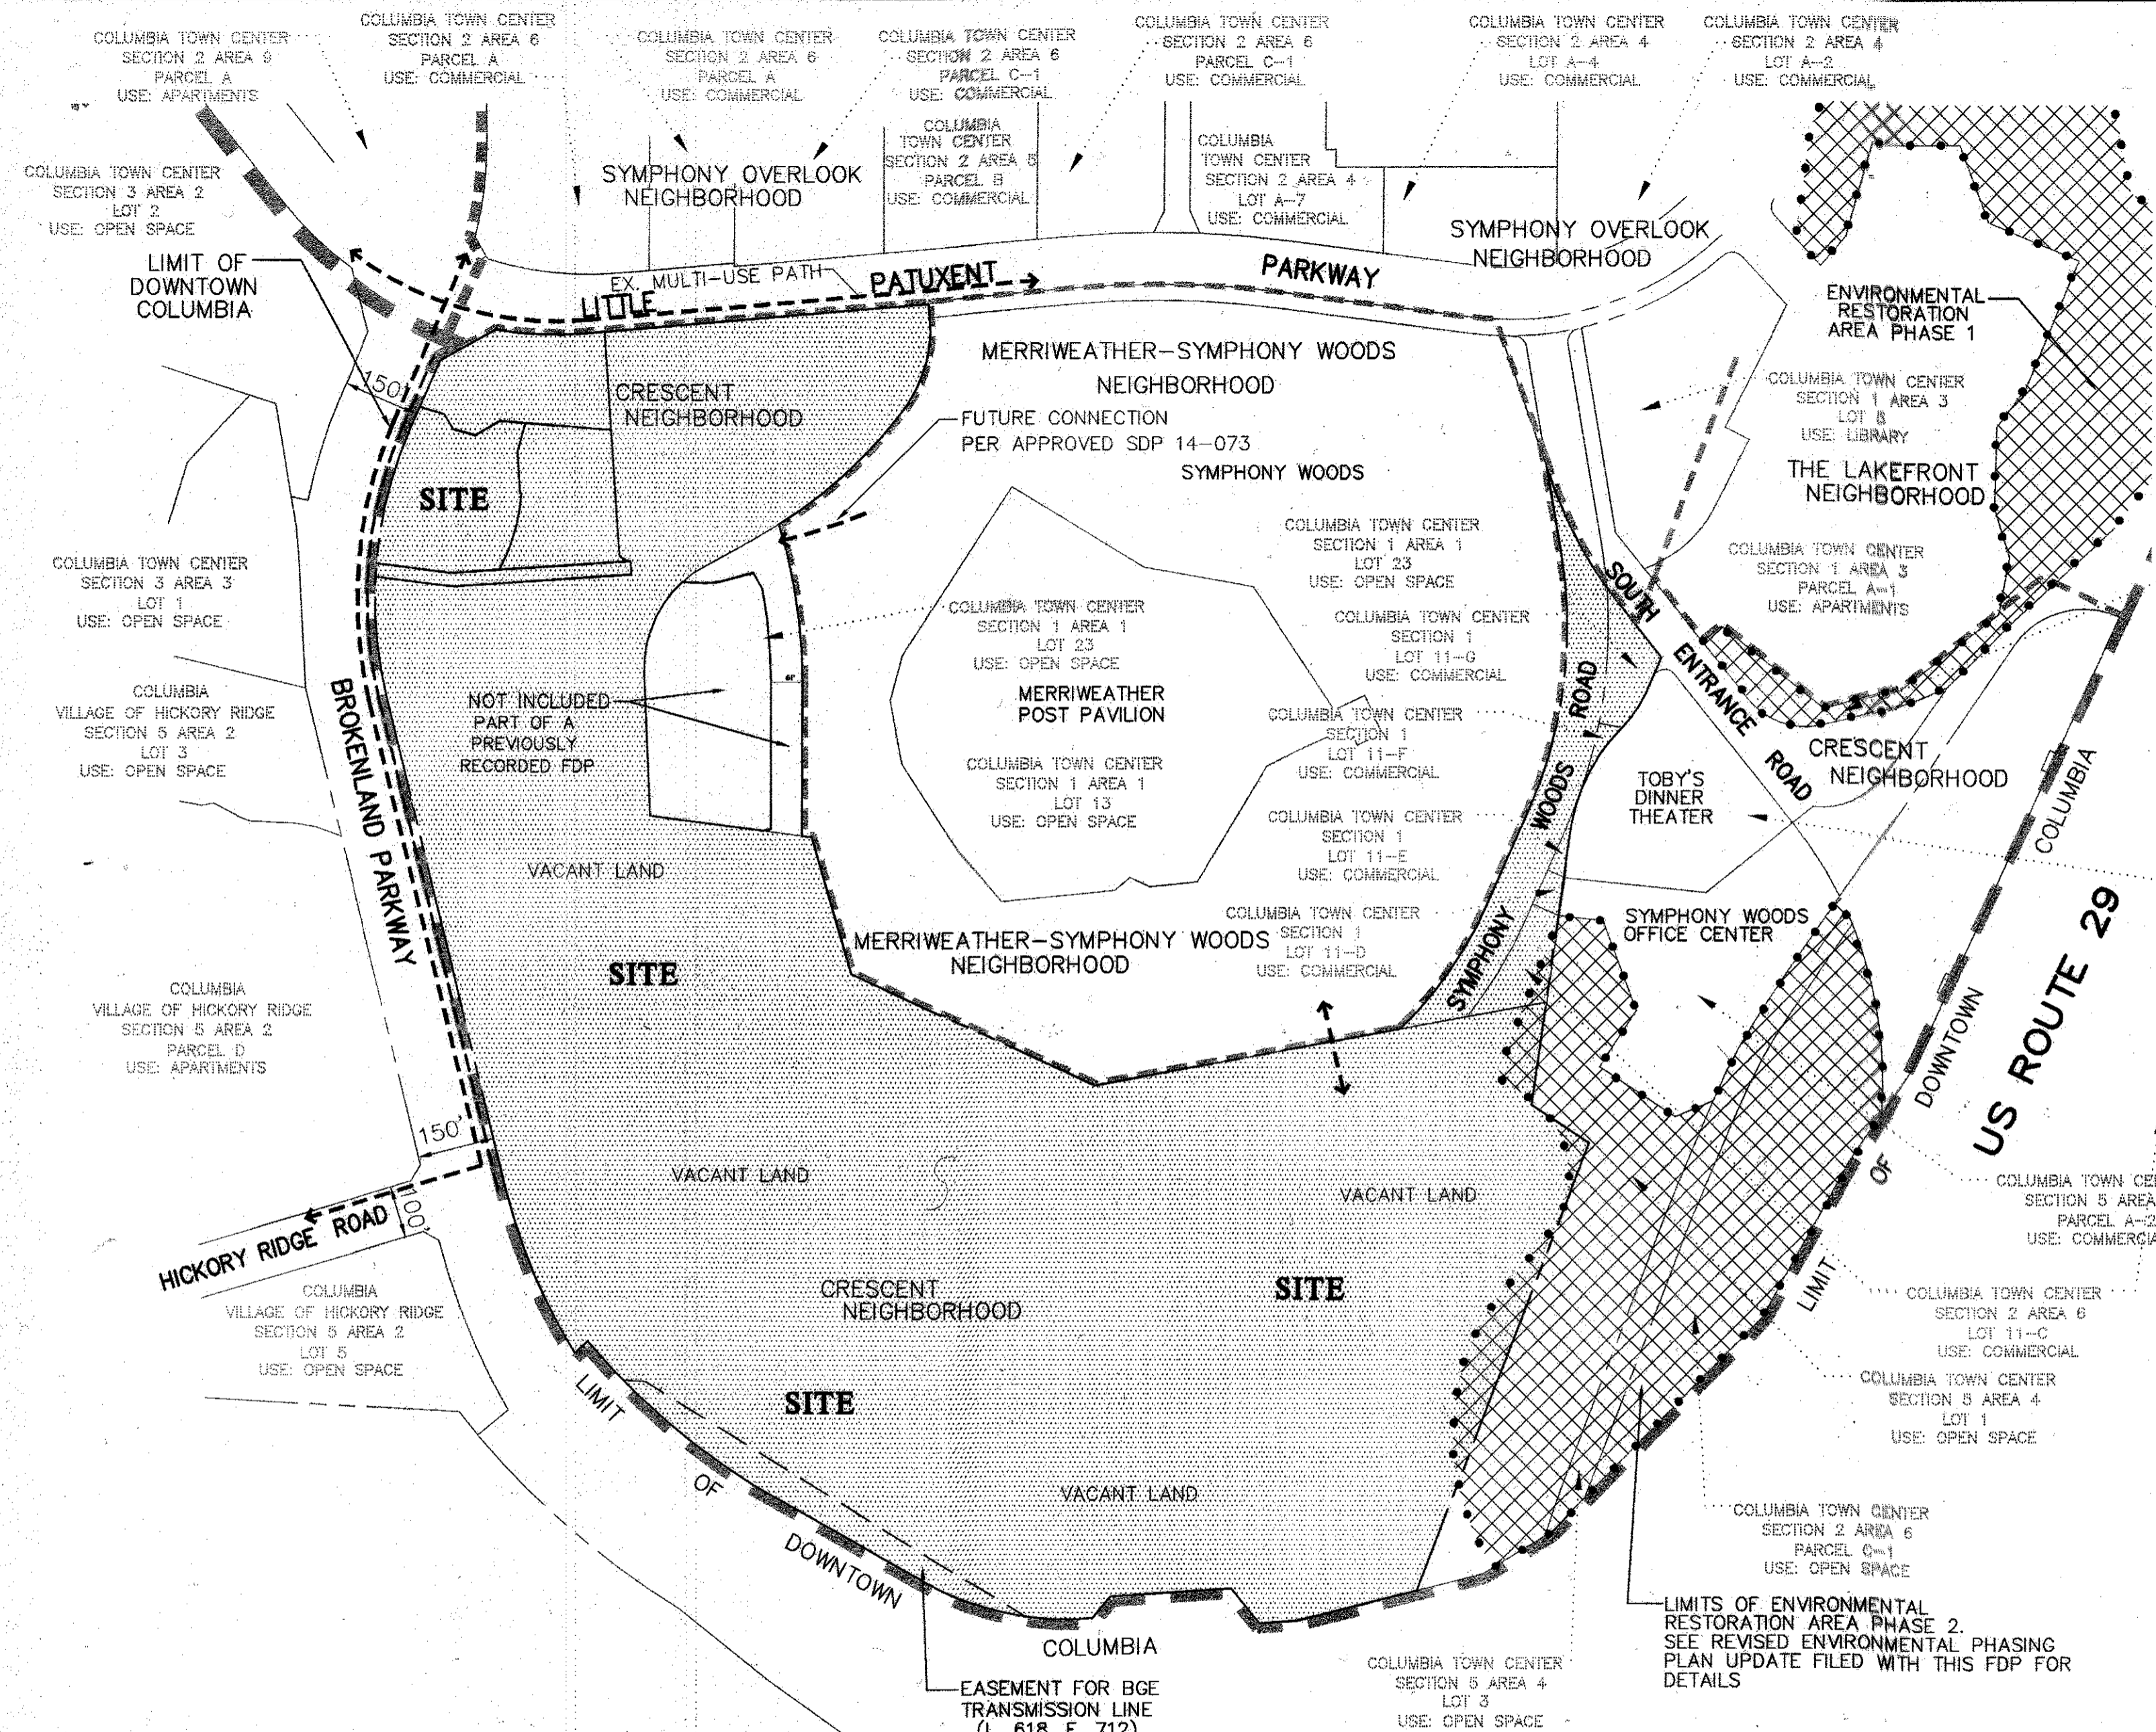 COLUMBIA TOWN CENTER
SECTION 2 AREA 9
PARCEL A
USE: APARTMENTS
COLUMBIA TOWN CENTER
SECTION 2 AREA 6
PARCEL A
USE: COMMERCIAL
COLUMBIA TOWN CENTER
SECTION 2 AREA 6
PARCEL A
USE: COMMERCIAL
COLUMBIA TOWN CENTER
SECTION 2 AREA 6
PARCEL C-1
USE: COMMERCIAL
COLUMBIA TOWN CENTER
SECTION 2 AREA 6
PARCEL C-1
USE: COMMERCIAL
COLUMBIA TOWN CENTER
SECTION 2 AREA 4
LOT A-4
USE: COMMERCIAL
COLUMBIA TOWN CENTER
SECTION 2 AREA 4
LOT A-2
USE: COMMERCIAL
COLUMBIA TOWN CENTER
SECTION 3 AREA 2
LOT 2
USE: OPEN SPACE
SYMPHONY OVERLOOK
NEIGHBORHOOD
COLUMBIA
TOWN CENTER
SECTION 2 AREA 5
PARCEL B
USE: COMMERCIAL
COLUMBIA
TOWN CENTER
SECTION 2 AREA 4
LOT A-7
USE: COMMERCIAL
SYMPHONY OVERLOOK
NEIGHBORHOOD
LIMIT OF
DOWNTOWN
COLUMBIA
EX. MULTI-USE PATH
LITTLE PATUXENT PARKWAY
ENVIRONMENTAL
RESTORATION
AREA PHASE 1
150'
CRESCENT
NEIGHBORHOOD
MERRIWEATHER-SYMPHONY WOODS
NEIGHBORHOOD
FUTURE CONNECTION
PER APPROVED SDP 14-073
SYMPHONY WOODS
COLUMBIA TOWN CENTER
SECTION 1 AREA 3
LOT 8
USE: LIBRARY
THE LAKEFRONT
NEIGHBORHOOD
SITE
COLUMBIA TOWN CENTER
SECTION 1 AREA 1
LOT 23
USE: OPEN SPACE
COLUMBIA TOWN CENTER
SECTION 1 AREA 3
PARCEL A-1
USE: APARTMENTS
COLUMBIA TOWN CENTER
SECTION 3 AREA 3
LOT 1
USE: OPEN SPACE
COLUMBIA TOWN CENTER
SECTION 1 AREA 1
LOT 23
USE: OPEN SPACE
COLUMBIA TOWN CENTER
SECTION 1
LOT 11-G
USE: COMMERCIAL
SOUTH ENTRANCE ROAD
COLUMBIA
VILLAGE OF HICKORY RIDGE
SECTION 5 AREA 2
LOT 3
USE: OPEN SPACE
BROKENLAND PARKWAY
NOT INCLUDED
PART OF A
PREVIOUSLY
RECORDED FDP
MERRIWEATHER
POST PAVILION
COLUMBIA TOWN CENTER
SECTION 1 AREA 1
LOT 13
USE: OPEN SPACE
COLUMBIA TOWN CENTER
SECTION 1
LOT 11-F
USE: COMMERCIAL
COLUMBIA TOWN CENTER
SECTION 1
LOT 11-E
USE: COMMERCIAL
SYMPHONY WOODS ROAD
TOBY'S
DINNER
THEATER
CRESCENT
NEIGHBORHOOD
VACANT LAND
SITE
MERRIWEATHER-SYMPHONY WOODS
NEIGHBORHOOD
COLUMBIA TOWN CENTER
SECTION 1
LOT 11-D
USE: COMMERCIAL
SYMPHONY WOODS
OFFICE CENTER
LIMIT OF DOWNTOWN COLUMBIA
US ROUTE 29
COLUMBIA
VILLAGE OF HICKORY RIDGE
SECTION 5 AREA 2
PARCEL D
USE: APARTMENTS
150'
100'
HICKORY RIDGE ROAD
VACANT LAND
VACANT LAND
COLUMBIA TOWN CE
SECTION 5 AREA
PARCEL A-2
USE: COMMERCIA
COLUMBIA
VILLAGE OF HICKORY RIDGE
SECTION 5 AREA 2
LOT 5
USE: OPEN SPACE
CRESCENT
NEIGHBORHOOD
SITE
COLUMBIA TOWN CENTER
SECTION 2 AREA 6
LOT 11-C
USE: COMMERCIAL
SITE
COLUMBIA TOWN CENTER
SECTION 5 AREA 4
LOT 1
USE: OPEN SPACE
VACANT LAND
COLUMBIA TOWN CENTER
SECTION 2 AREA 6
PARCEL C-1
USE: OPEN SPACE
LIMIT OF DOWNTOWN COLUMBIA
LIMITS OF ENVIRONMENTAL
RESTORATION AREA PHASE 2.
SEE REVISED ENVIRONMENTAL PHASING
PLAN UPDATE FILED WITH THIS FDP FOR
DETAILS
EASEMENT FOR BGE
TRANSMISSION LINE
(L. 618 F. 712)
COLUMBIA TOWN CENTER
SECTION 5 AREA 4
LOT 3
USE: OPEN SPACE